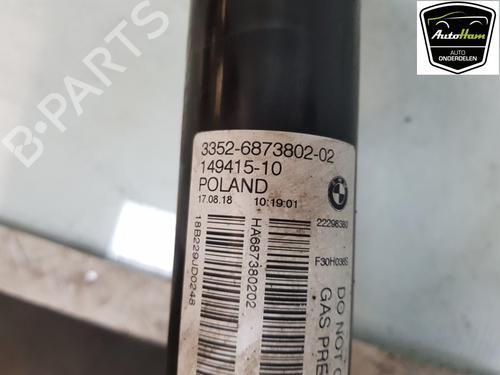 AutoHam
AUTO
ONDERDELEN
B-PARTS
3352-6873802-02
149415-10
POLAND
17.08.18 10:19:01
22298380
F30H038S
HA687380202
18B229JD0248
DO NOT
GAS PRE